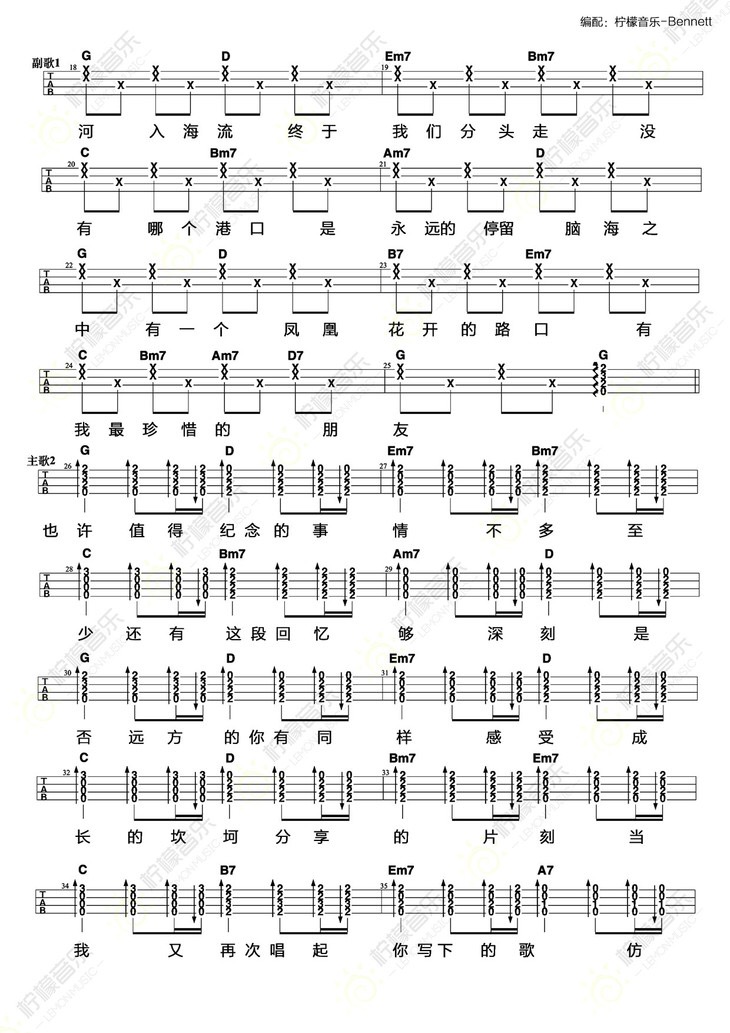 编配：柠檬音乐-Bennett
副歌1 G D Em7 Bm7
18 19
河 入海流 终于 我们分头走 没
C Bm7 Am7 D
20 21
有 哪个港口 是 永远的停留 脑海之
G D B7 Em7
22 23
中 有一个 凤凰 花开的路口 有
C Bm7 Am7 D7 G G
24 25
我最珍惜的 朋友
主歌2 G D Em7 Bm7
26 27
也许 值得 纪念的事 情 不多 至
C Bm7 Am7 D
28 29
少还有 这段回忆 够 深刻 是
G D Em7 D
30 31
否 远方 的你有同 样 感受 成
C D Bm7 Em7
32 33
长的坎 坷分享 的 片刻 当
C B7 Em7 A7
34 35
我 又 再次唱起 你写下的歌 仿
柠檬音乐
LEMONMUSIC